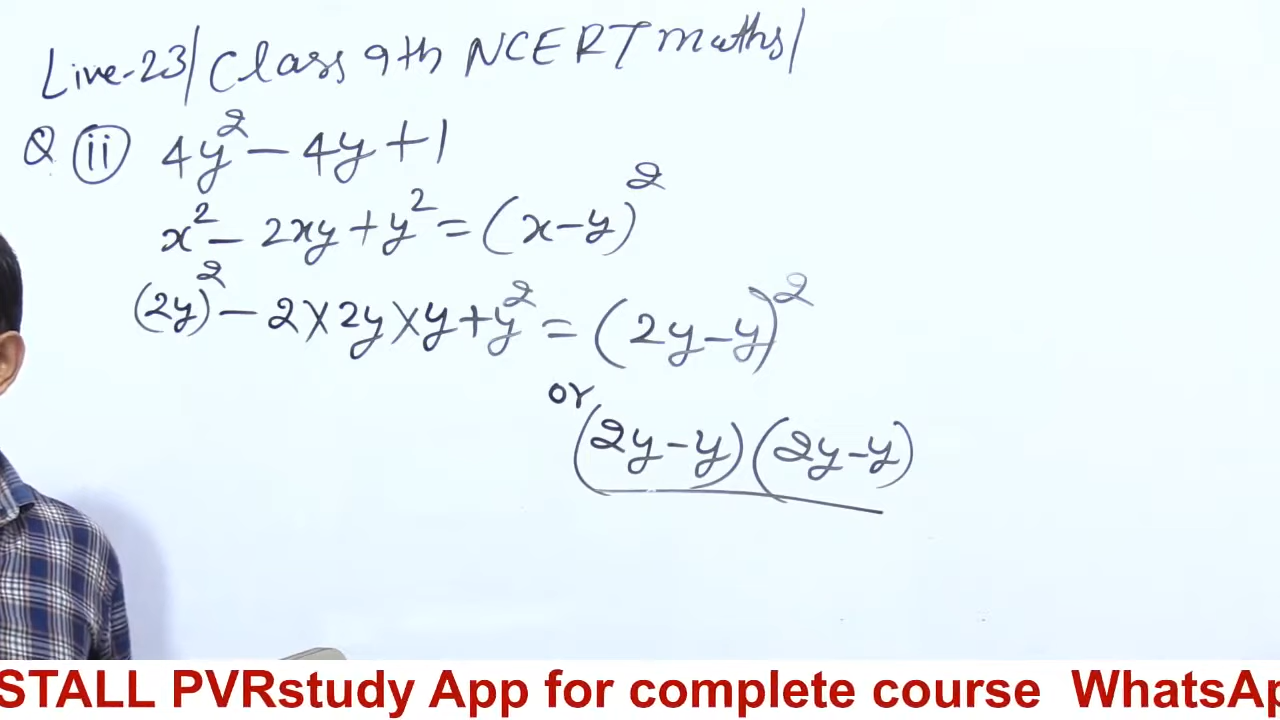 Live-23/Class 9th NCERT maths/
Q (ii) 4y² - 4y + 1
x² - 2xy + y² = (x-y)²
(2y)² - 2 X 2y X y + y² = (2y-y)²
or
(2y-y)(2y-y)
STALL PVRstudy App for complete course WhatsAp